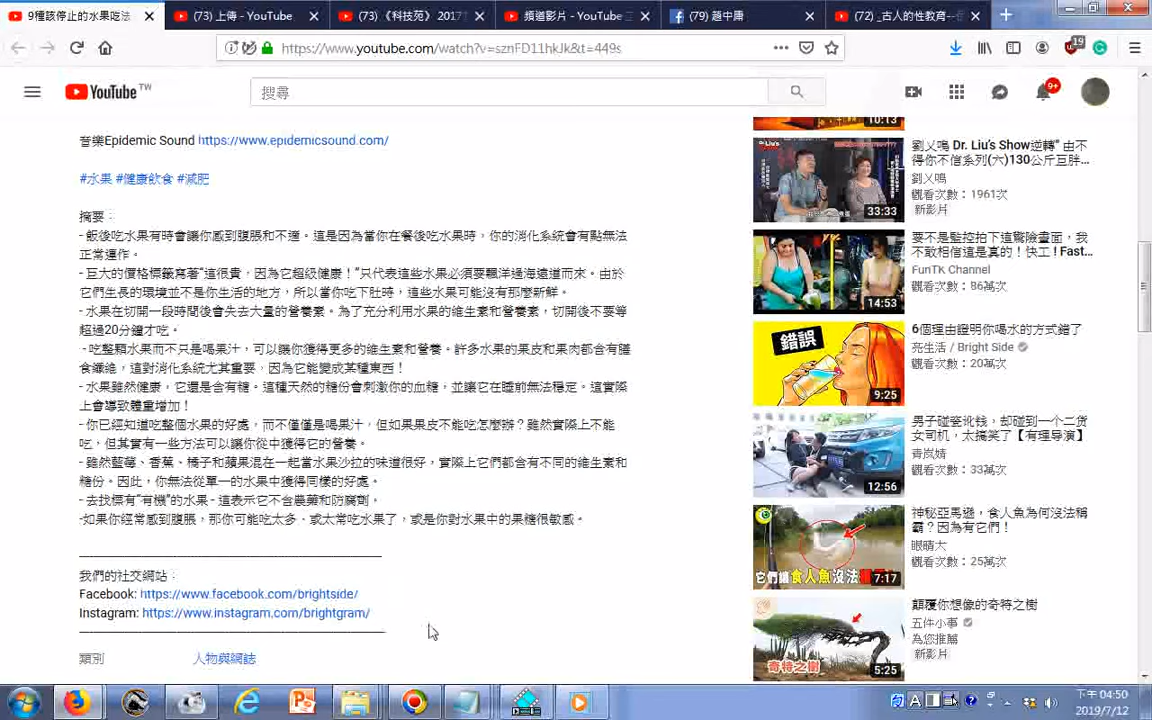 9種該停止的水果吃法
(73) 上傳 - YouTube
(73) 《科技苑》 2017
頻道影片 - YouTube
(79) 趙中庸
(72) _古人的性教育--
https://www.youtube.com/watch?v=sznFD11hkJk&t=449s
19
YouTube TW
搜尋
9+
音樂Epidemic Sound https://www.epidemicsound.com/
#水果 #健康飲食 #減肥
摘要：
- 飯後吃水果有時會讓你感到腹脹和不適。這是因為當你在餐後吃水果時，你的消化系統會有點無法
正常運作。
- 巨大的價格標籤寫著“這很貴，因為它超級健康！”只代表這些水果必須要飄洋過海遠道而來。由於
它們生長的環境並不是你生活的地方，所以當你吃下肚時，這些水果可能沒有那麼新鮮。
- 水果在切開一段時間後會失去大量的營養素。為了充分利用水果的維生素和營養素，切開後不要等
超過20分鐘才吃。
- 吃整顆水果而不只是喝果汁，可以讓你獲得更多的維生素和營養。許多水果的果皮和果肉都含有膳
食纖維，這對消化系統尤其重要，因為它能變成某種東西！
- 水果雖然健康，它還是含有糖。這種天然的糖份會刺激你的血糖，並讓它在睡前無法穩定。這實際
上會導致體重增加！
- 你已經知道吃整個水果的好處，而不僅僅是喝果汁，但如果果皮不能吃怎麼辦？雖然實際上不能
吃，但其實有一些方法可以讓你從中獲得它的營養。
- 雖然藍莓、香蕉、橘子和蘋果混在一起當水果沙拉的味道很好，實際上它們都含有不同的維生素和
糖份。因此，你無法從單一的水果中獲得同樣的好處。
- 去找標有“有機”的水果 - 這表示它不含農藥和防腐劑。
-如果你經常感到腹脹，那你可能吃太多、或太常吃水果了，或是你對水果中的果糖很敏感。
我們的社交網站：
Facebook: https://www.facebook.com/brightside/
Instagram: https://www.instagram.com/brightgram/
類別
人物與網誌
10:13
劉乂鳴 Dr. Liu’s Show逆轉" 由不
得你不信系列(六)130公斤巨胖...
劉乂鳴
觀看次數：1961次
新影片
33:33
要不是監控拍下這驚險畫面，我
不敢相信這是真的！快工 ! Fast...
FunTK Channel
觀看次數：86萬次
14:53
6個理由證明你喝水的方式錯了
亮生活 / Bright Side
觀看次數：20萬次
錯誤
9:25
男子碰瓷讹钱，却碰到一个二货
女司机，太搞笑了【有理导演】
青岚婧
觀看次數：33萬次
12:56
神秘亞馬遜，食人魚為何沒法稱
霸？因為有它們！
眼睛大
觀看次數：25萬次
它們讓食人魚沒法
7:17
顛覆你想像的奇特之樹
五件小事
為您推薦
新影片
奇特之樹
5:25
下午 04:50
2019/7/12